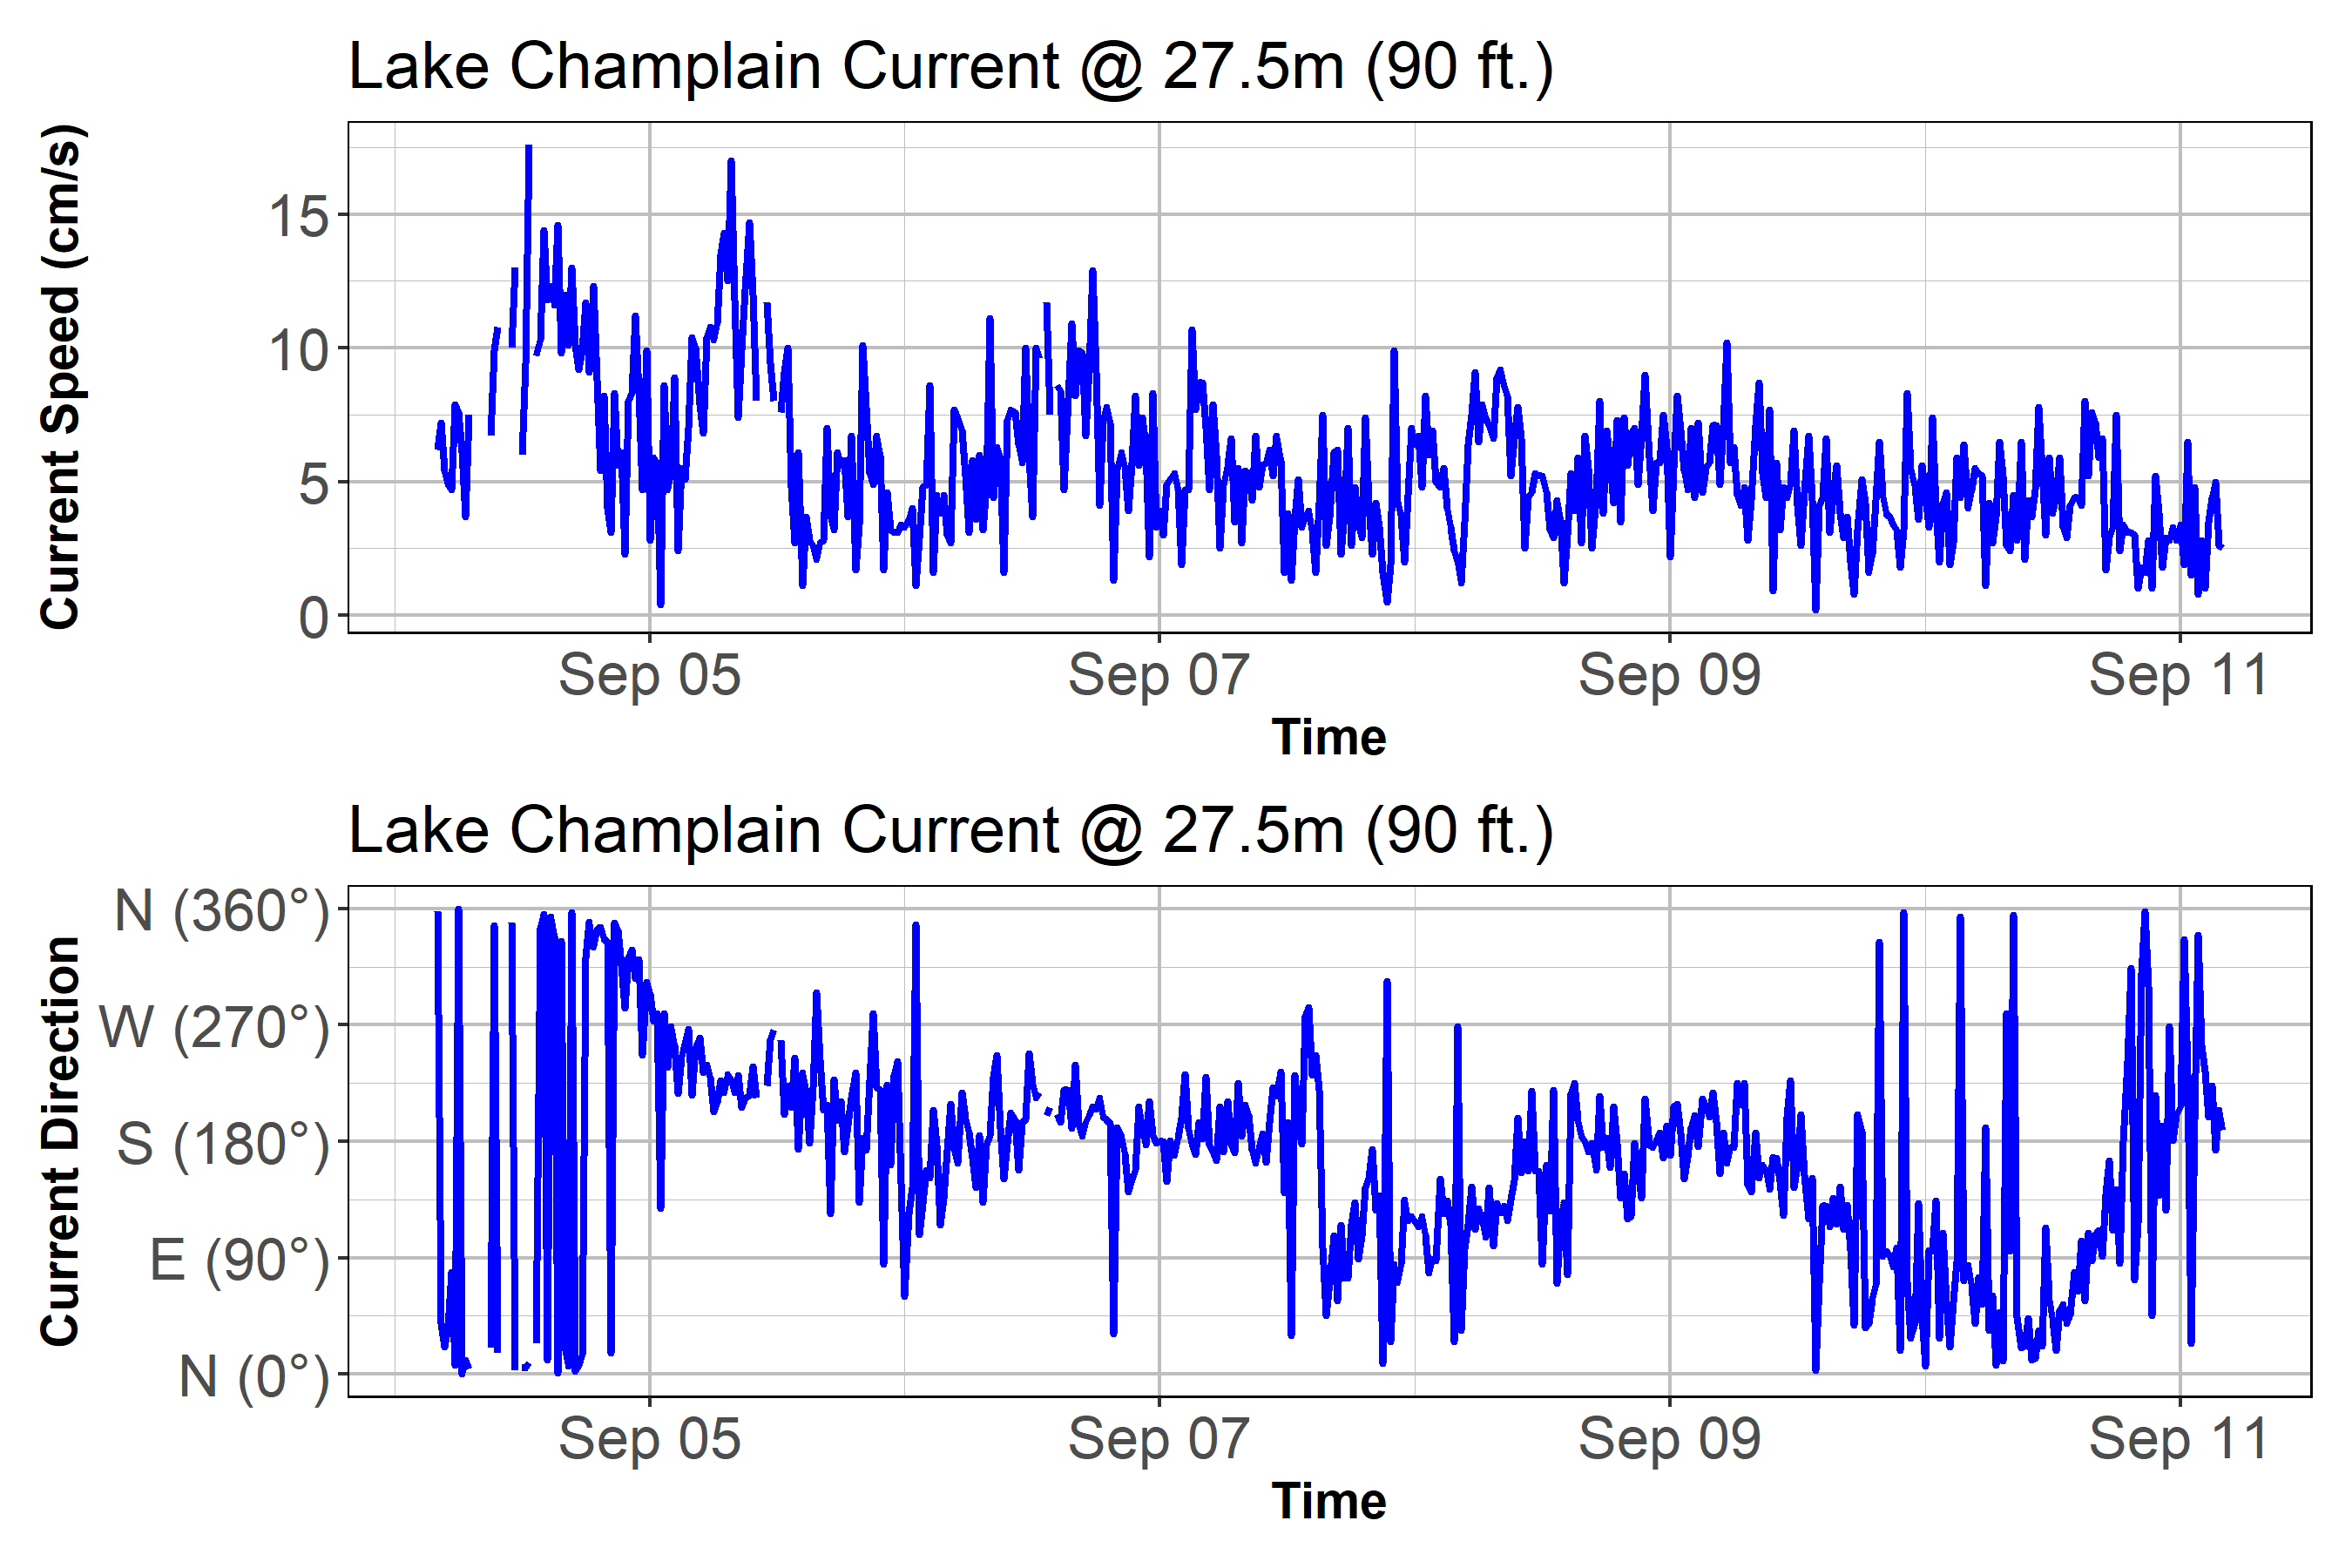 Lake Champlain Current @ 27.5m (90 ft.)
Current Speed (cm/s)
15
10
5
0
Sep 05 Sep 07 Sep 09 Sep 11
Time
Lake Champlain Current @ 27.5m (90 ft.)
Current Direction
N (360°)
W (270°)
S (180°)
E (90°)
N (0°)
Sep 05 Sep 07 Sep 09 Sep 11
Time